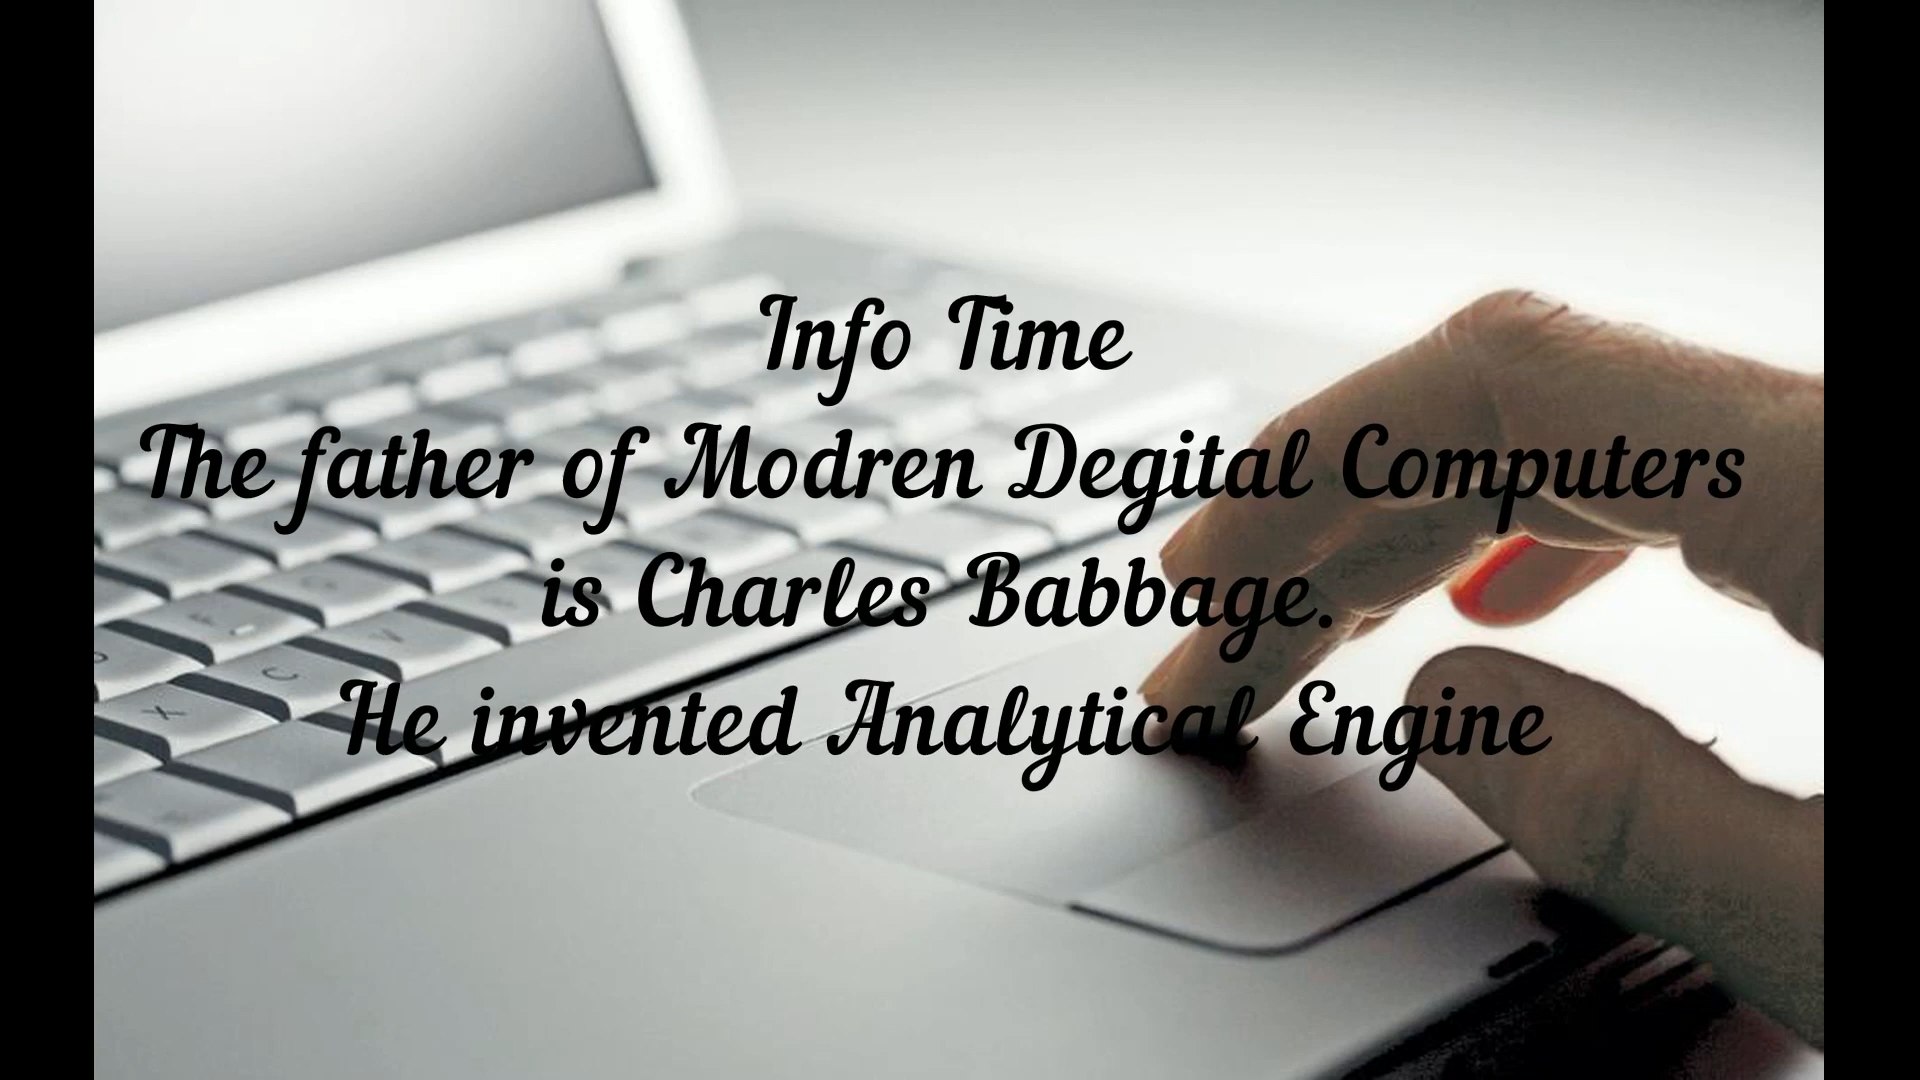 Info Time
The father of Modren Degital Computers
is Charles Babbage.
He invented Analytical Engine